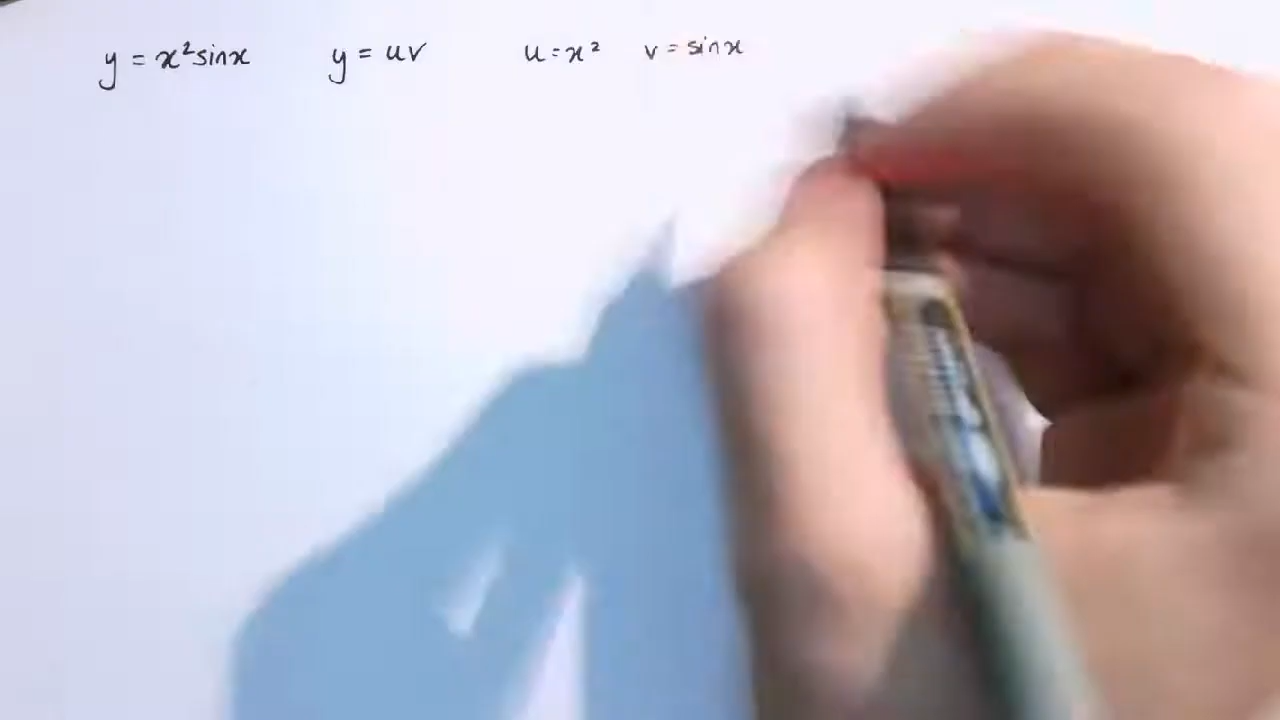 y = x²sinx y = uv u = x² v = sinx